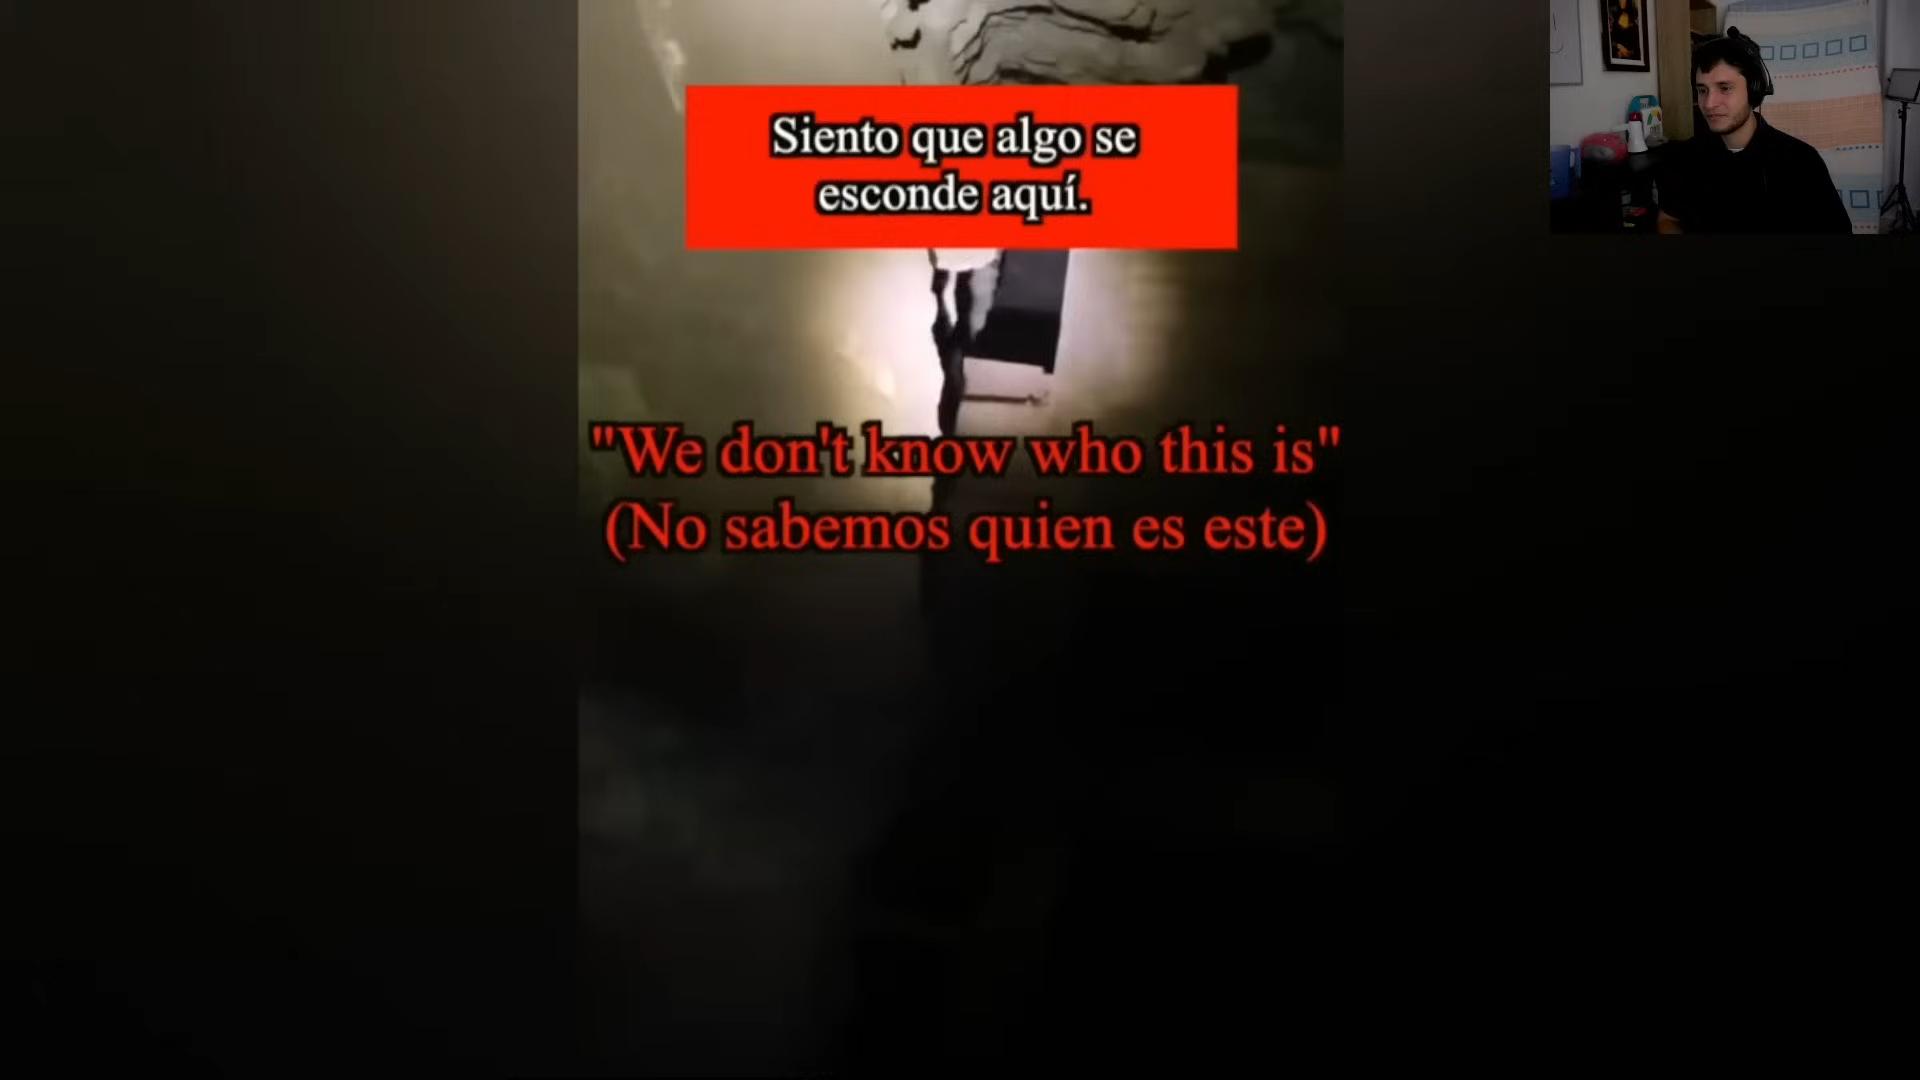 Siento que algo se
esconde aquí.
"We don't know who this is"
(No sabemos quien es este)